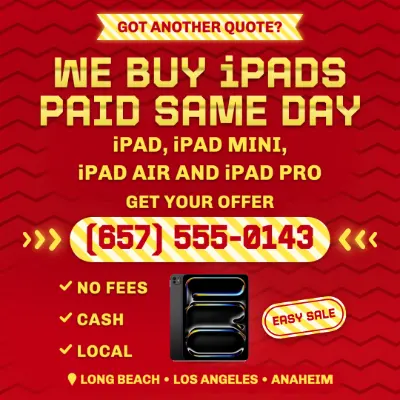 GOT ANOTHER QUOTE?
WE BUY iPADS
PAID SAME DAY
iPAD, iPAD MINI,
iPAD AIR AND iPAD PRO
GET YOUR OFFER
(657) 555-0143
NO FEES
CASH
LOCAL
EASY SALE
LONG BEACH • LOS ANGELES • ANAHEIM